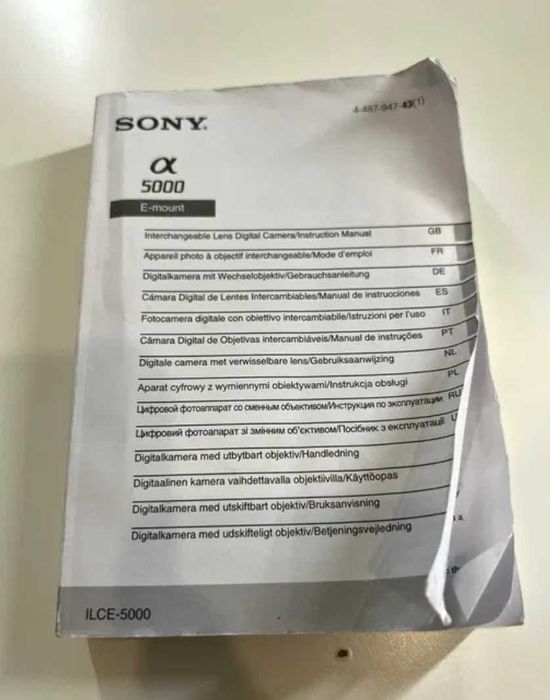 4-487-947-43(1)
SONY®
α
5000
E-mount
Interchangeable Lens Digital Camera/Instruction Manual GB
Appareil photo à objectif interchangeable/Mode d'emploi FR
Digitalkamera mit Wechselobjektiv/Gebrauchsanleitung DE
Cámara Digital de Lentes Intercambiables/Manual de instrucciones ES
Fotocamera digitale con obiettivo intercambiabile/Istruzioni per l'uso IT
Câmara Digital de Objetivas intercambiáveis/Manual de instruções PT
Digitale camera met verwisselbare lens/Gebruiksaanwijzing NL
Aparat cyfrowy z wymiennymi obiektywami/Instrukcja obsługi PL
Цифровой фотоаппарат со сменным объективом/Инструкция по эксплуатации RU
Цифровий фотоапарат зі змінним об'єктивом/Посібник з експлуатації
Digitalkamera med utbytbart objektiv/Handledning
Digitaalinen kamera vaihdettavalla objektiivilla/Käyttöopas
Digitalkamera med utskiftbart objektiv/Bruksanvisning
Digitalkamera med udskifteligt objektiv/Betjeningsvejledning
ILCE-5000